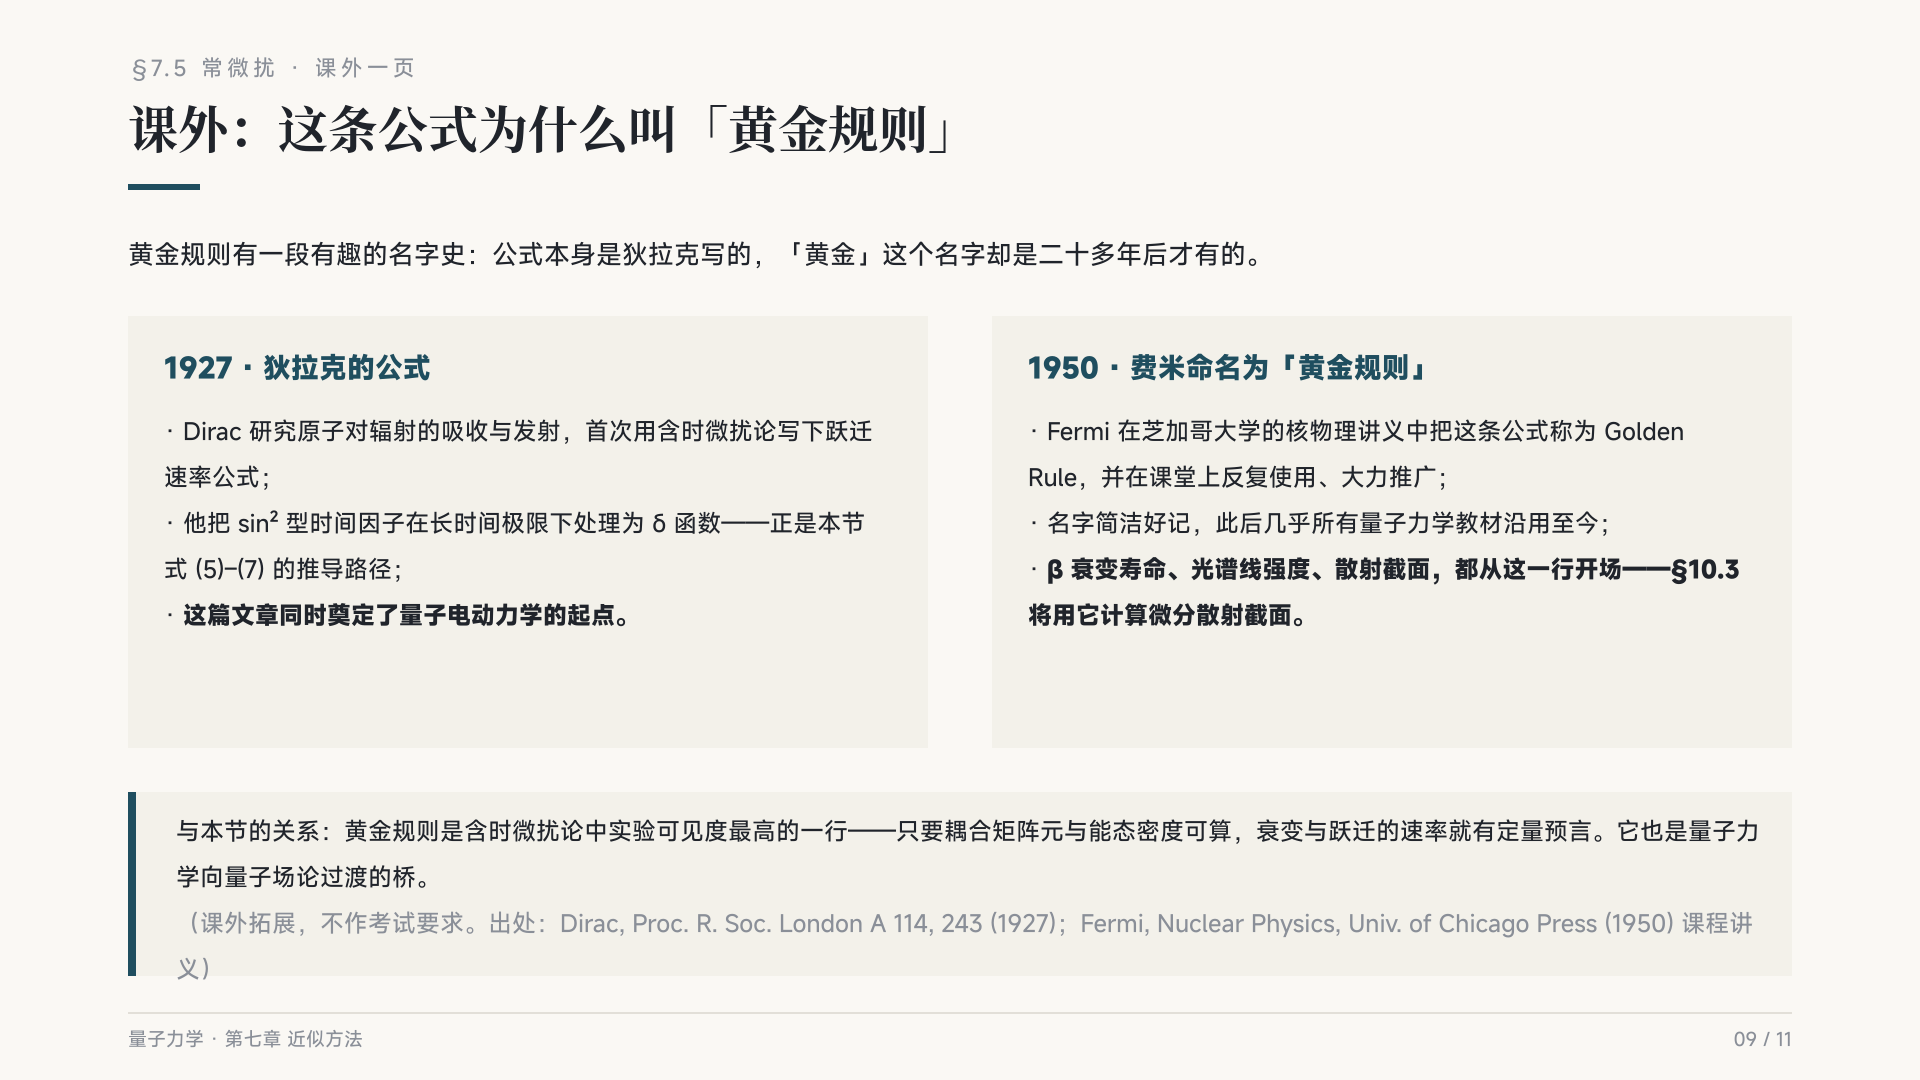 §7.5 常微扰 · 课外一页
课外：这条公式为什么叫「黄金规则」
黄金规则有一段有趣的名字史：公式本身是狄拉克写的，「黄金」这个名字却是二十多年后才有的。
1927 · 狄拉克的公式
· Dirac 研究原子对辐射的吸收与发射，首次用含时微扰论写下跃迁
速率公式；
· 他把 sin² 型时间因子在长时间极限下处理为 δ 函数——正是本节
式 (5)–(7) 的推导路径；
· 这篇文章同时奠定了量子电动力学的起点。
1950 · 费米命名为「黄金规则」
· Fermi 在芝加哥大学的核物理讲义中把这条公式称为 Golden
Rule，并在课堂上反复使用、大力推广；
· 名字简洁好记，此后几乎所有量子力学教材沿用至今；
· β 衰变寿命、光谱线强度、散射截面，都从这一行开场——§10.3
将用它计算微分散射截面。
与本节的关系：黄金规则是含时微扰论中实验可见度最高的一行——只要耦合矩阵元与能态密度可算，衰变与跃迁的速率就有定量预言。它也是量子力
学向量子场论过渡的桥。
（课外拓展，不作考试要求。出处：Dirac, Proc. R. Soc. London A 114, 243 (1927)；Fermi, Nuclear Physics, Univ. of Chicago Press (1950) 课程讲
义）
量子力学 · 第七章 近似方法
09 / 11